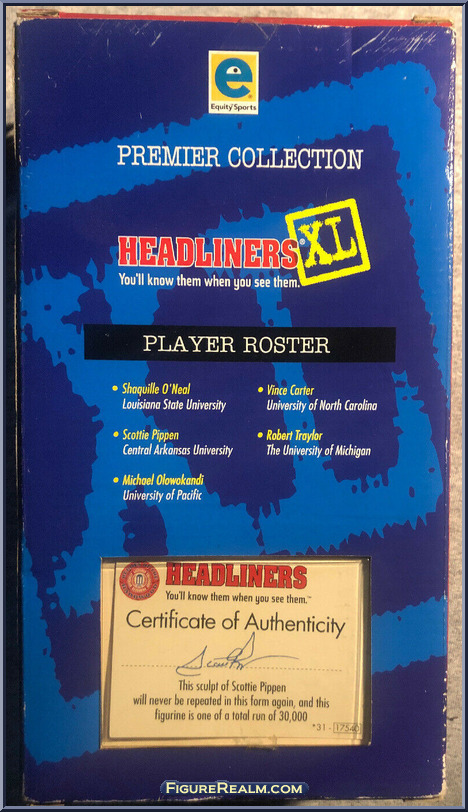 e
Equity Sports
PREMIER COLLECTION
HEADLINERS® XL
You'll know them when you see them.
PLAYER ROSTER
• Shaquille O'Neal
Louisiana State University
• Vince Carter
University of North Carolina
• Scottie Pippen
Central Arkansas University
• Robert Traylor
The University of Michigan
• Michael Olowokandi
University of Pacific
HEADLINERS
You'll know them when you see them.™
Certificate of Authenticity
This sculpt of Scottie Pippen
will never be repeated in this form again, and this
figurine is one of a total run of 30,000
*31 - 17540
FigureRealm.com